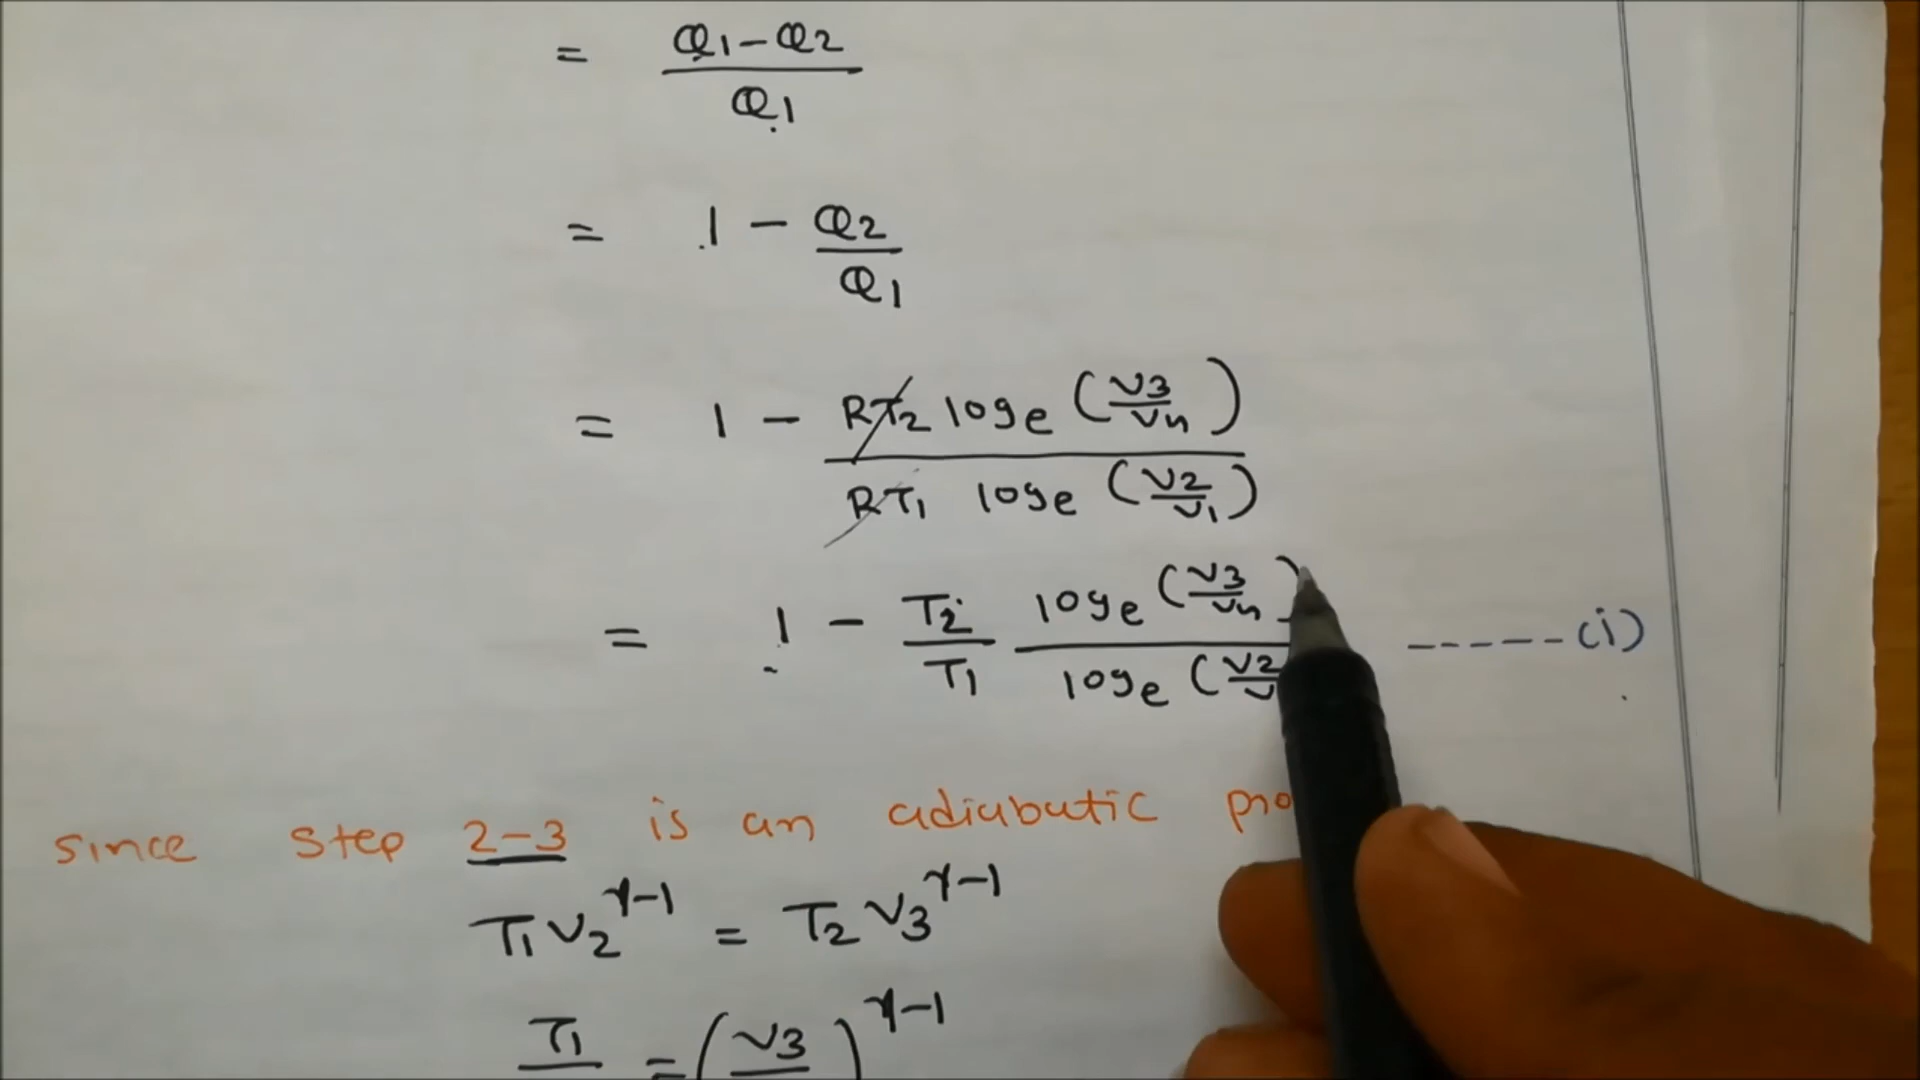 = Q1-Q2 / Q1
= 1 - Q2 / Q1
= 1 - RT2 loge (V3/V4) / RT1 loge (V2/V1)
= 1 - T2/T1 loge (V3/V4) / loge (V2/V -----(i)
since step 2-3 is an adiabatic pro
T1V2^γ-1 = T2V3^γ-1
T1 = (V3)^γ-1